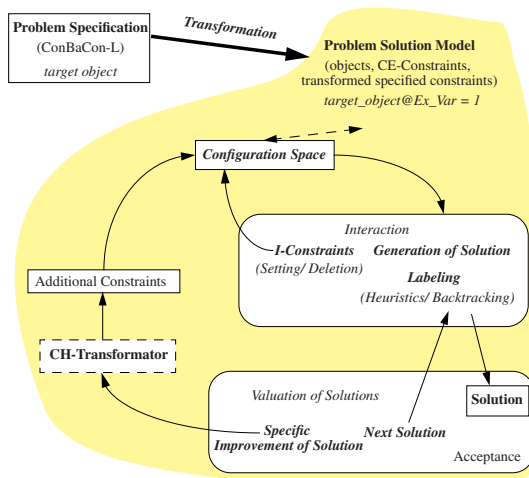 Problem Specification
(ConBaCon-L)
target object
Transformation
Problem Solution Model
(objects, CE-Constraints,
transformed specified constraints)
target_object@Ex_Var = 1
Configuration Space
Interaction
I-Constraints
(Setting/ Deletion)
Generation of Solution
Labeling
(Heuristics/ Backtracking)
Additional Constraints
CH-Transformator
Valuation of Solutions
Solution
Specific
Improvement of Solution
Next Solution
Acceptance